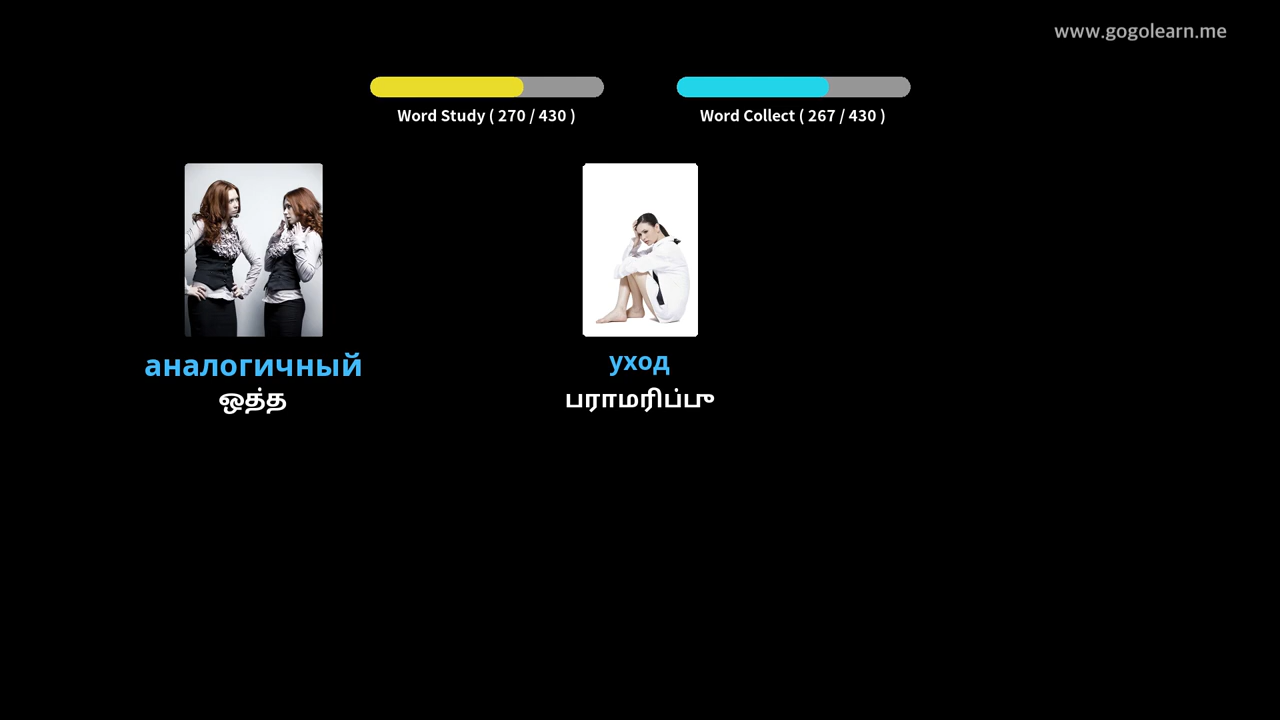 www.gogolearn.me
Word Study ( 270 / 430 )
Word Collect ( 267 / 430 )
аналогичный
ஒத்த
уход
பராமரிப்பு